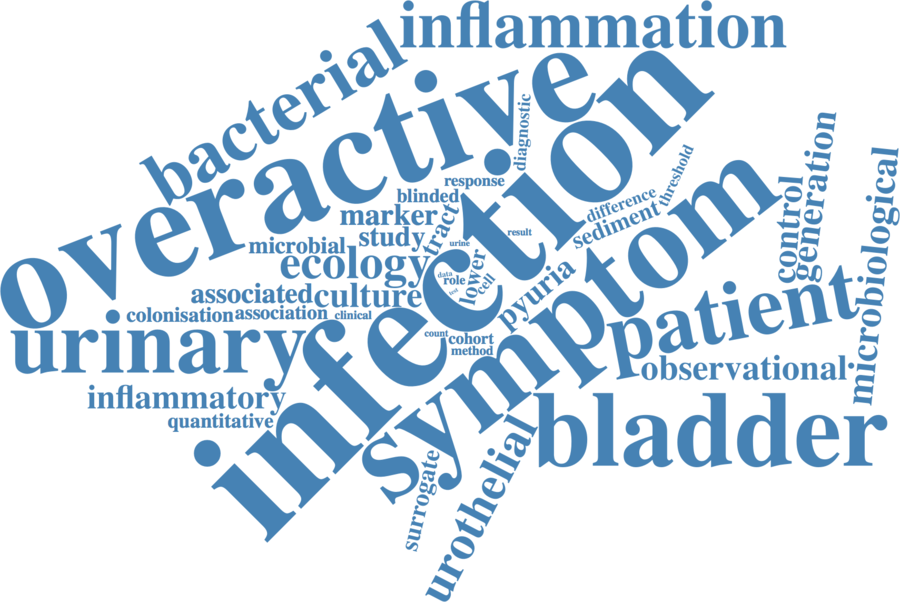 inflammation
bacterial
overactive
infection
diagnostic
response
blinded
marker
tract
study
microbial
urine
result
difference
threshold
sediment
control
generation
microbiological
ecology
data
role
test
lower
cell
associated
culture
pyuria
symptom
colonisation
association
clinical
urinary
count
cohort
method
patient
observational
inflammatory
quantitative
bladder
surrogate
urothelial